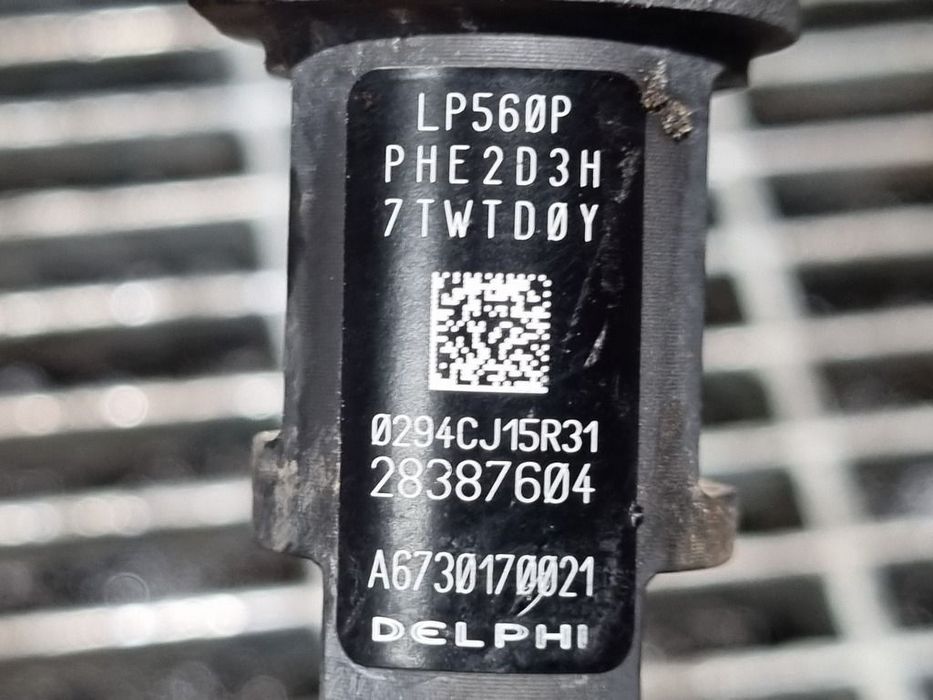 LP560P
PHE2D3H
7TWTD0Y
0294CJ15R31
28387604
A6730170021
DELPHI